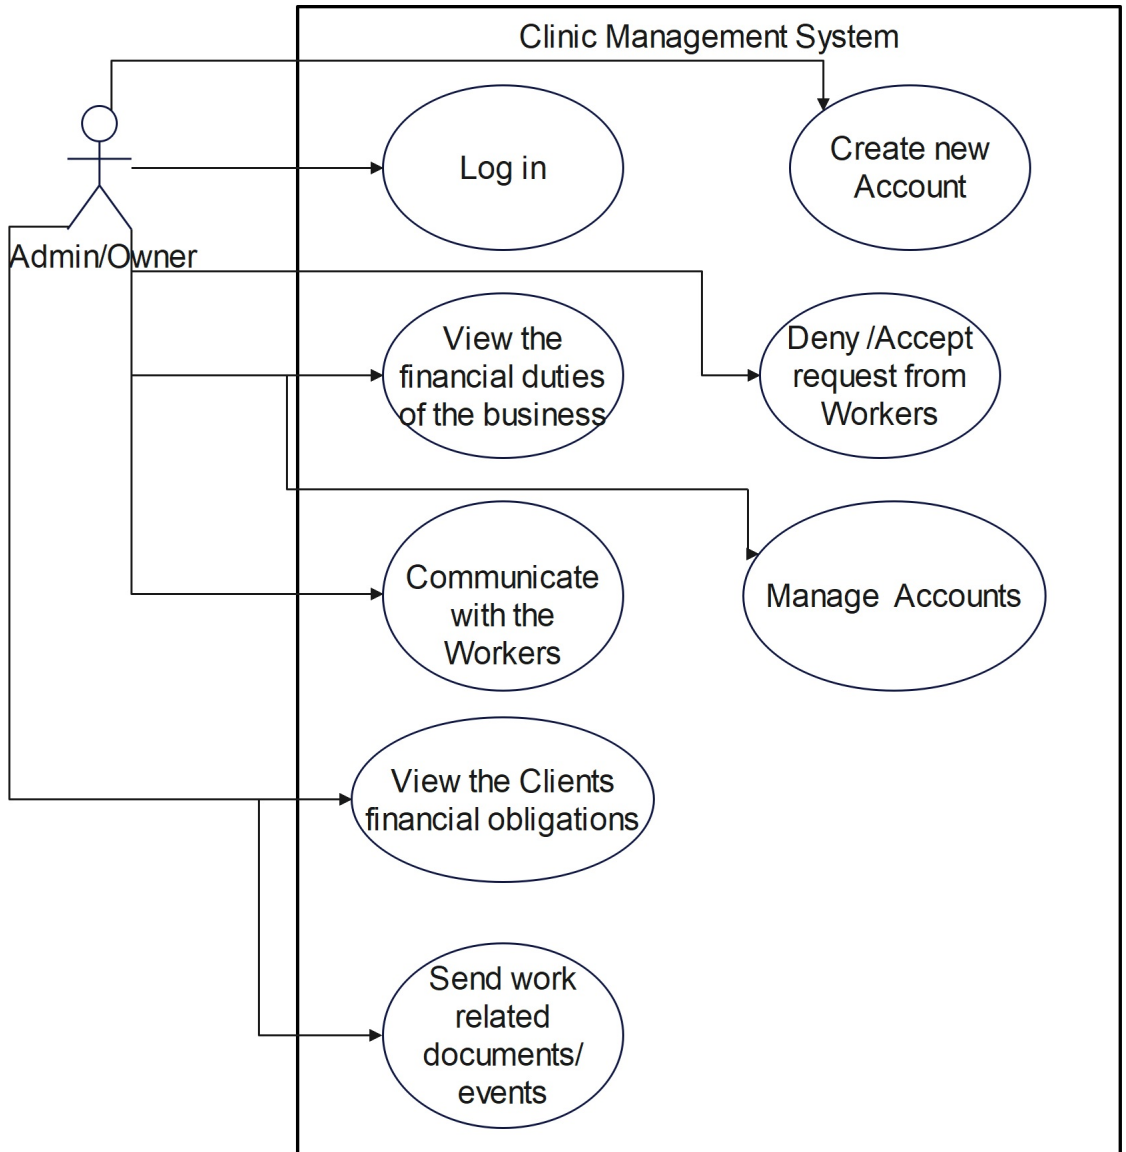 Clinic Management System
Log in
Create new
Account
Admin/Owner
View the
financial duties
of the business
Deny /Accept
request from
Workers
Communicate
with the
Workers
Manage  Accounts
View the Clients
financial obligations
Send work
related
documents/
events